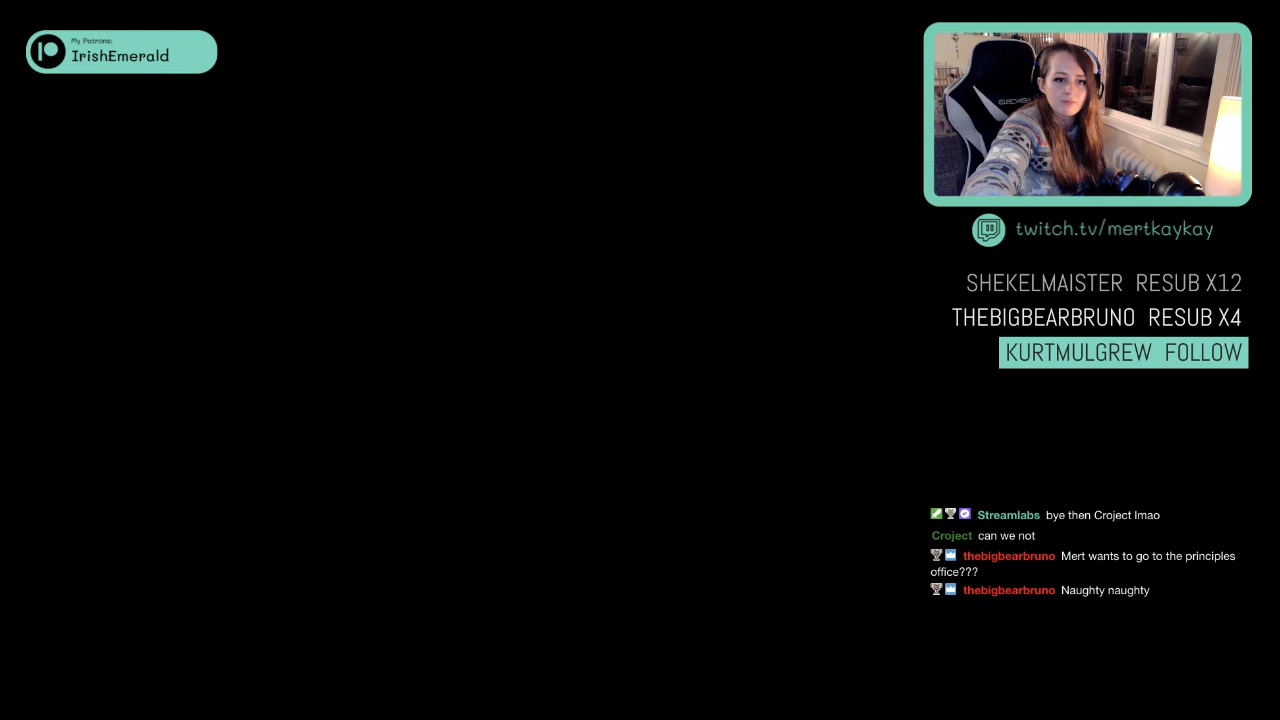 My Patrons:
IrishEmerald
twitch.tv/mertkaykay
SHEKELMAISTER RESUB X12
THEBIGBEARBRUNO RESUB X4
KURTMULGREW FOLLOW
Streamlabs bye then Croject lmao
Croject can we not
thebigbearbruno Mert wants to go to the principles
office???
thebigbearbruno Naughty naughty